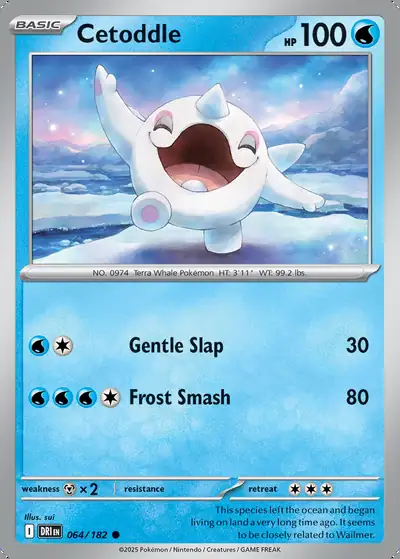 BASIC
Cetoddle
HP 100
NO. 0974 Terra Whale Pokémon HT: 3'11" WT: 99.2 lbs.
Gentle Slap 30
Frost Smash 80
weakness ×2 resistance retreat
Illus. sui
I DRI EN 064/182
This species left the ocean and began
living on land a very long time ago. It seems
to be closely related to Wailmer.
©2025 Pokémon / Nintendo / Creatures / GAME FREAK